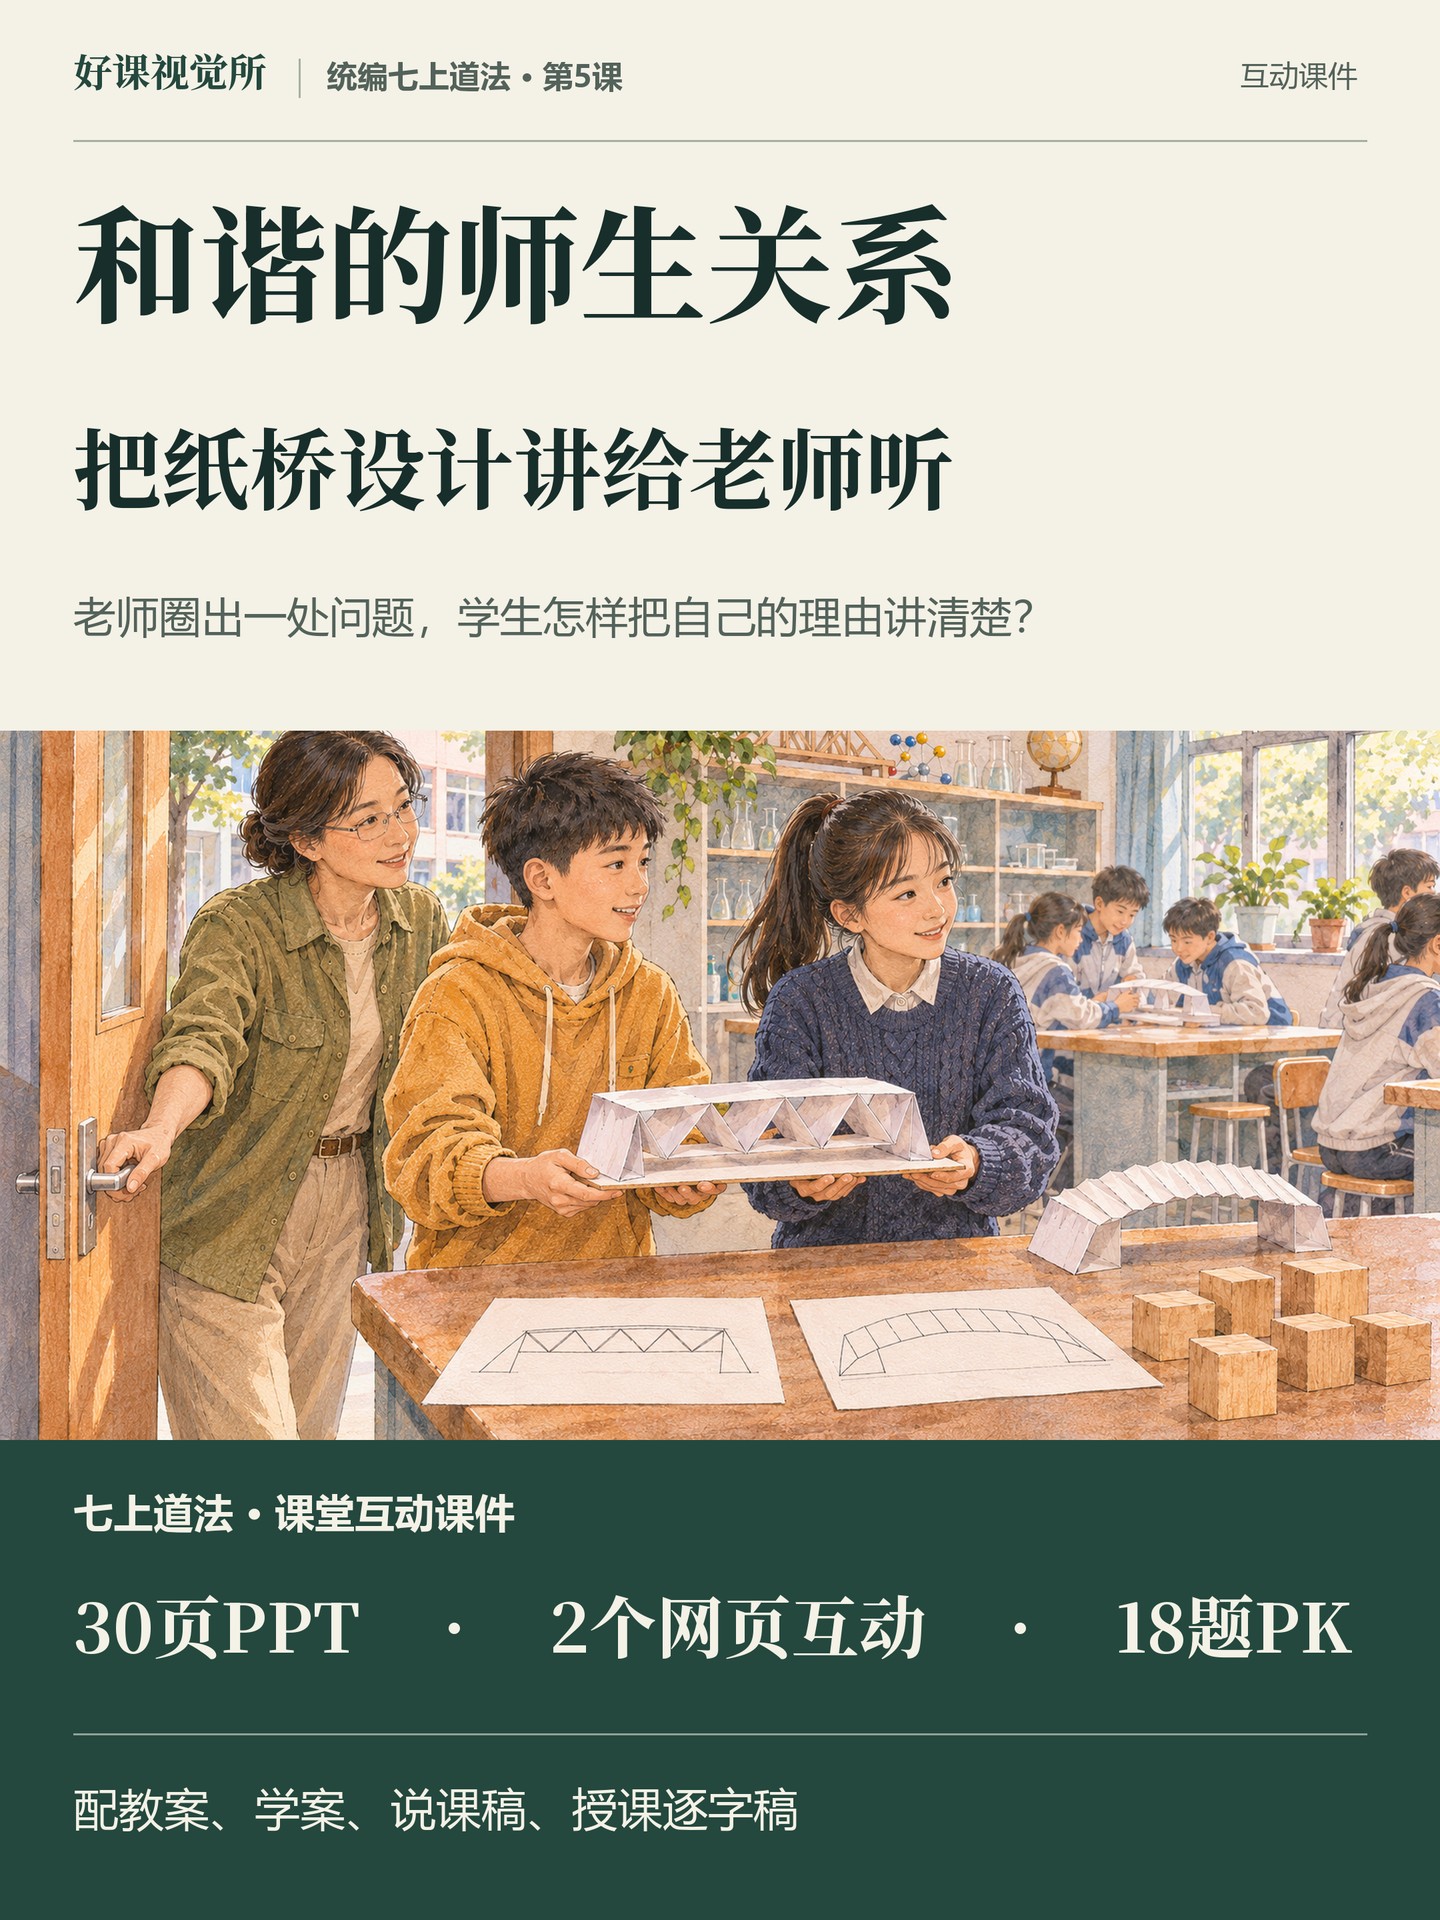 好课视觉所
统编七上道法·第5课
互动课件
和谐的师生关系
把纸桥设计讲给老师听
老师圈出一处问题，学生怎样把自己的理由讲清楚？
七上道法·课堂互动课件
30页PPT · 2个网页互动 · 18题PK
配教案、学案、说课稿、授课逐字稿